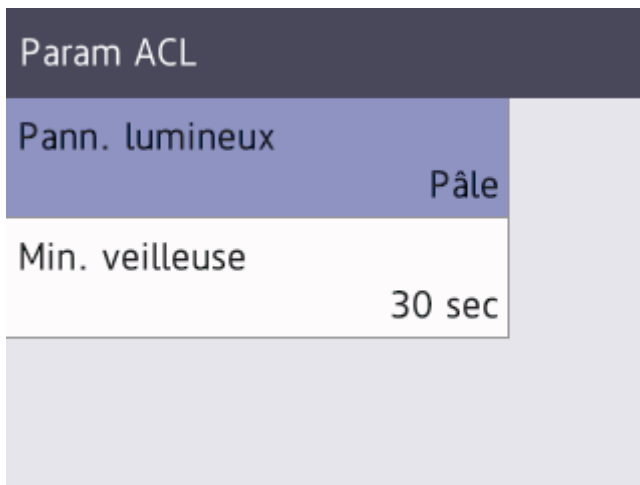 Param ACL
Pann. lumineux
Pâle
Min. veilleuse
30 sec